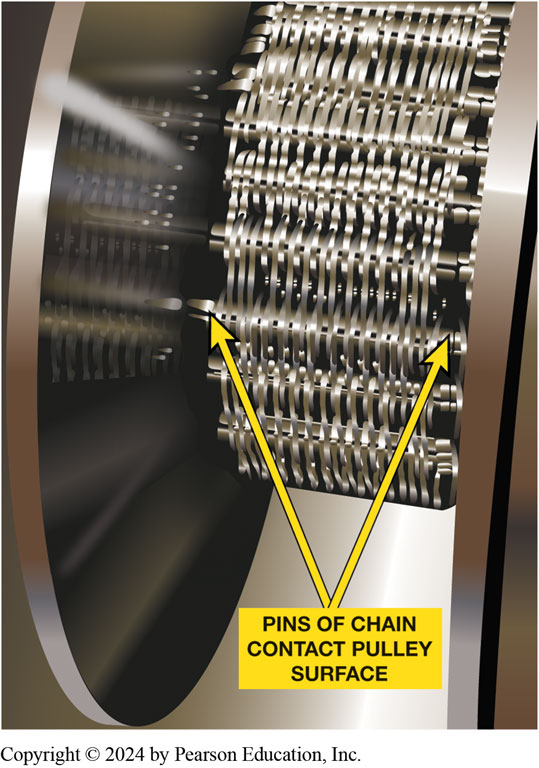 PINS OF CHAIN
CONTACT PULLEY
SURFACE
Copyright © 2024 by Pearson Education, Inc.